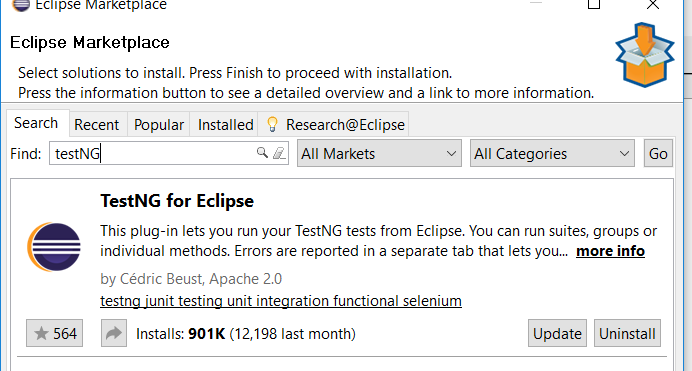 Eclipse Marketplace
Eclipse Marketplace
Select solutions to install. Press Finish to proceed with installation.
Press the information button to see a detailed overview and a link to more information.
Search Recent Popular Installed Research@Eclipse
Find: testNG All Markets All Categories Go
TestNG for Eclipse
This plug-in lets you run your TestNG tests from Eclipse. You can run suites, groups or
individual methods. Errors are reported in a separate tab that lets you... more info
by Cédric Beust, Apache 2.0
testng junit testing unit integration functional selenium
564 Installs: 901K (12,198 last month) Update Uninstall